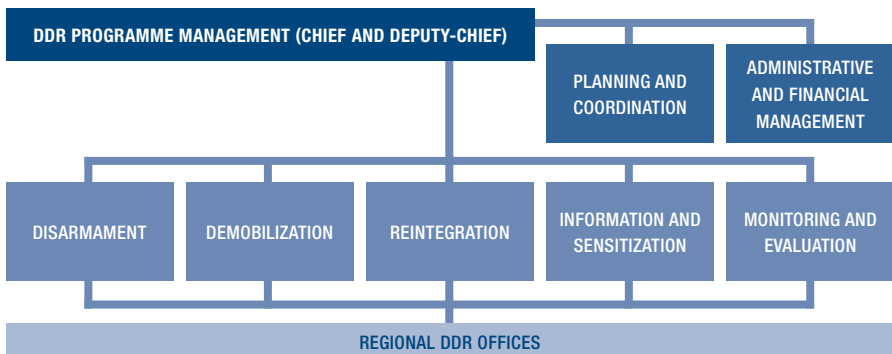 DDR PROGRAMME MANAGEMENT (CHIEF AND DEPUTY-CHIEF)
PLANNING AND
COORDINATION
ADMINISTRATIVE
AND FINANCIAL
MANAGEMENT
DISARMAMENT
DEMOBILIZATION
REINTEGRATION
INFORMATION AND
SENSITIZATION
MONITORING AND
EVALUATION
REGIONAL DDR OFFICES